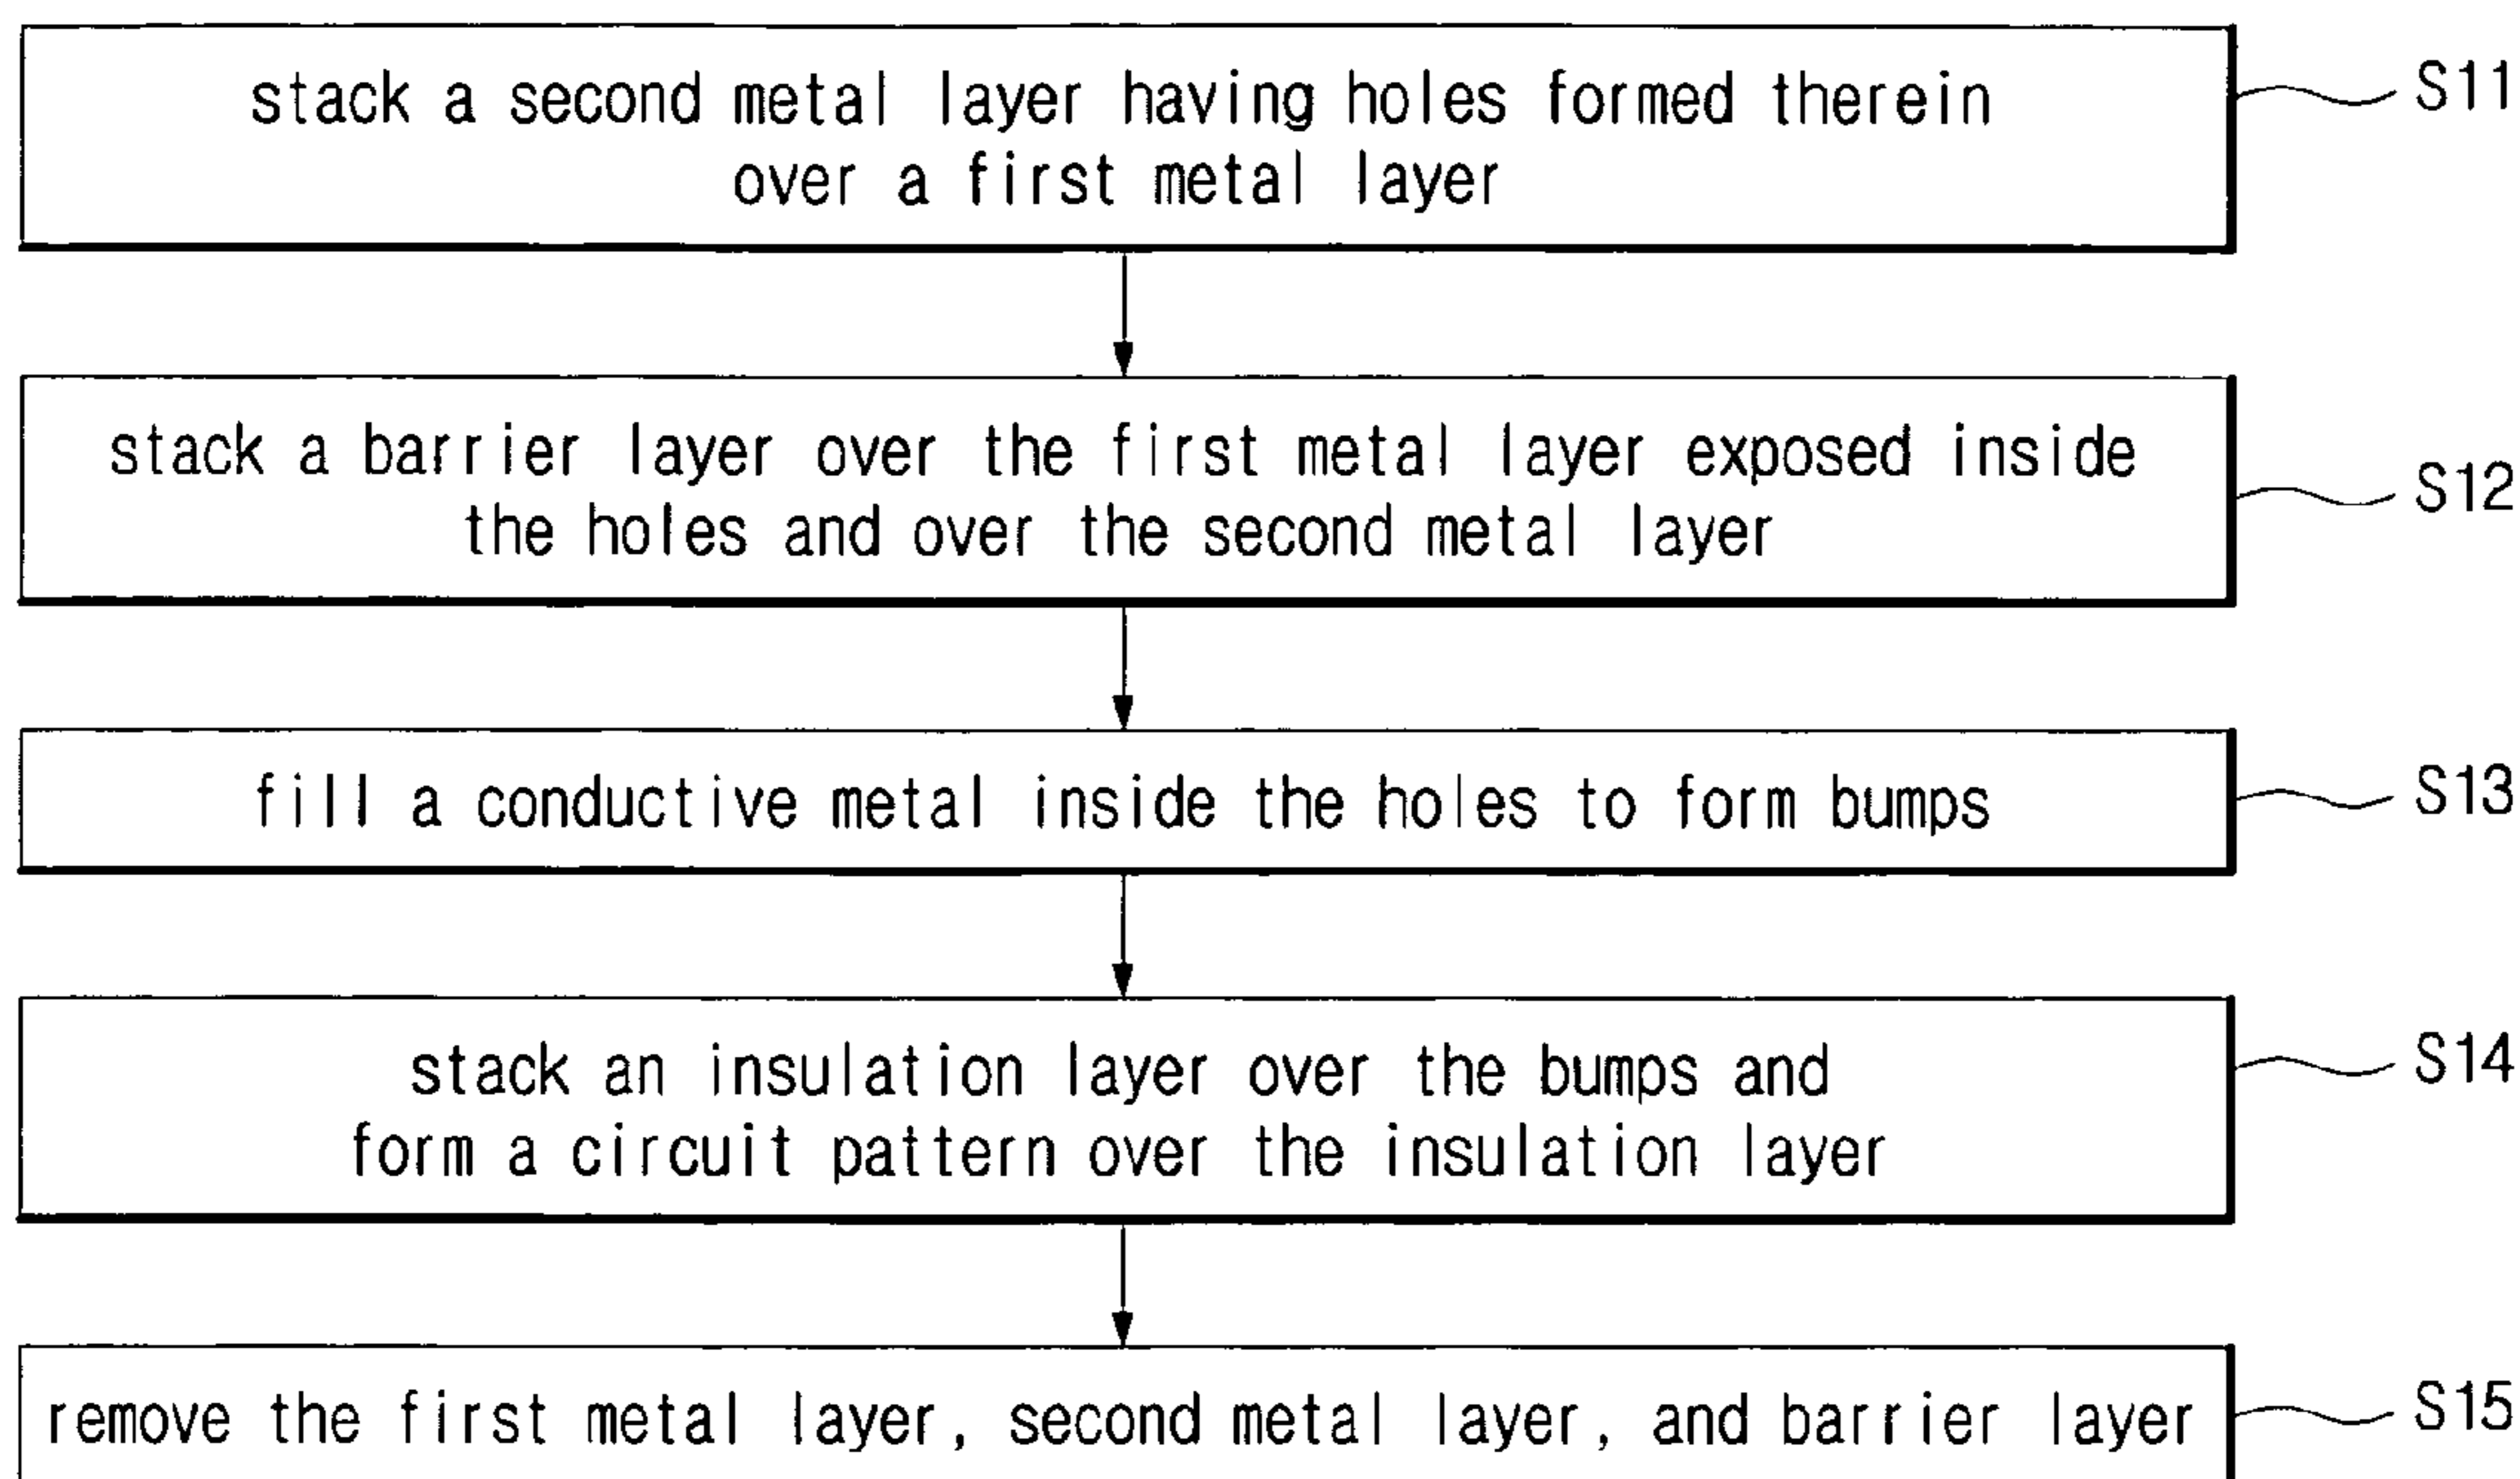 stack a second metal layer having holes formed therein
over a first metal layer
S11
stack a barrier layer over the first metal layer exposed inside
the holes and over the second metal layer
S12
fill a conductive metal inside the holes to form bumps
S13
stack an insulation layer over the bumps and
form a circuit pattern over the insulation layer
S14
remove the first metal layer, second metal layer, and barrier layer
S15